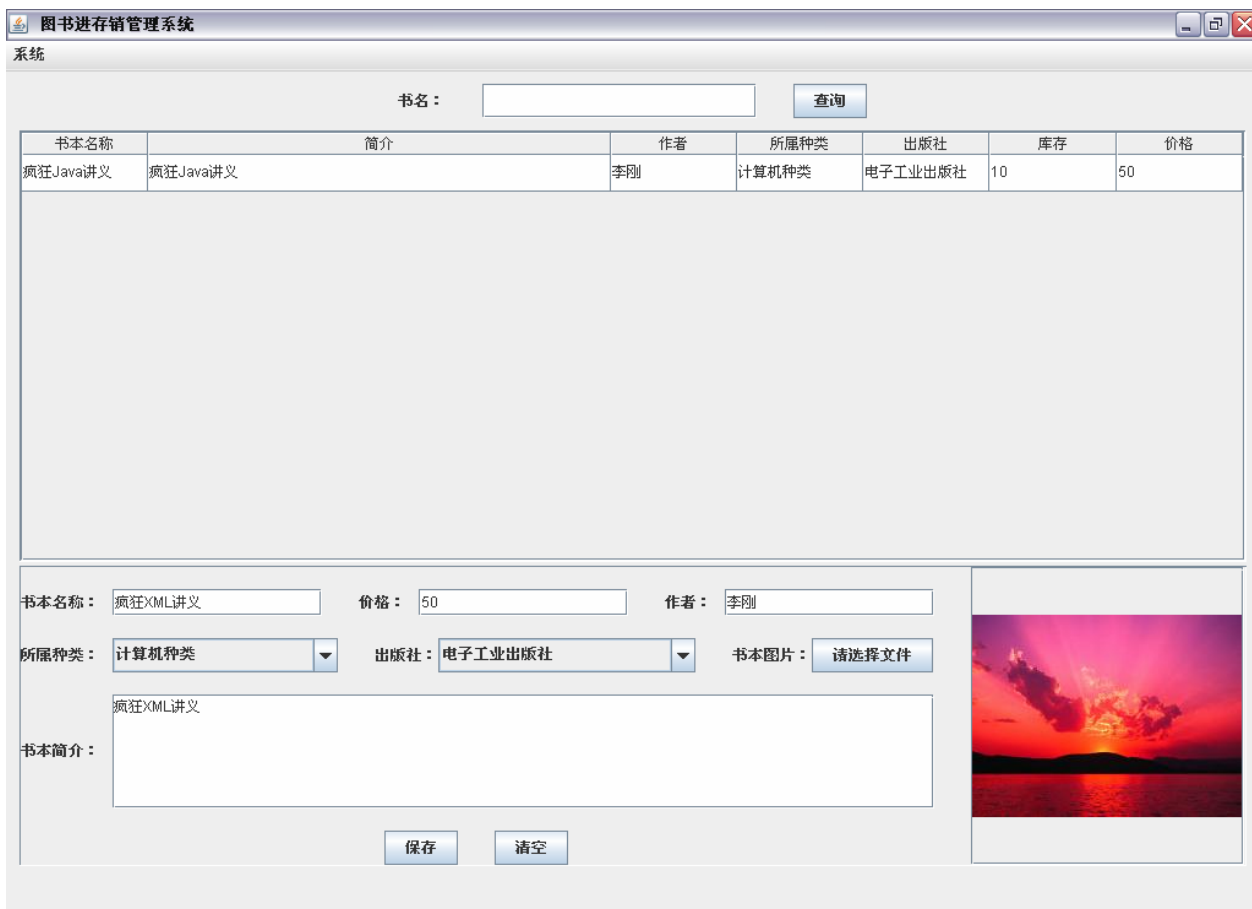 图书进存销管理系统
系统
书名： 查询
书本名称 简介 作者 所属种类 出版社 库存 价格
疯狂Java讲义 疯狂Java讲义 李刚 计算机种类 电子工业出版社 10 50
书本名称： 疯狂XML讲义 价格： 50 作者： 李刚
所属种类： 计算机种类 出版社： 电子工业出版社 书本图片： 请选择文件
书本简介： 疯狂XML讲义
保存 清空